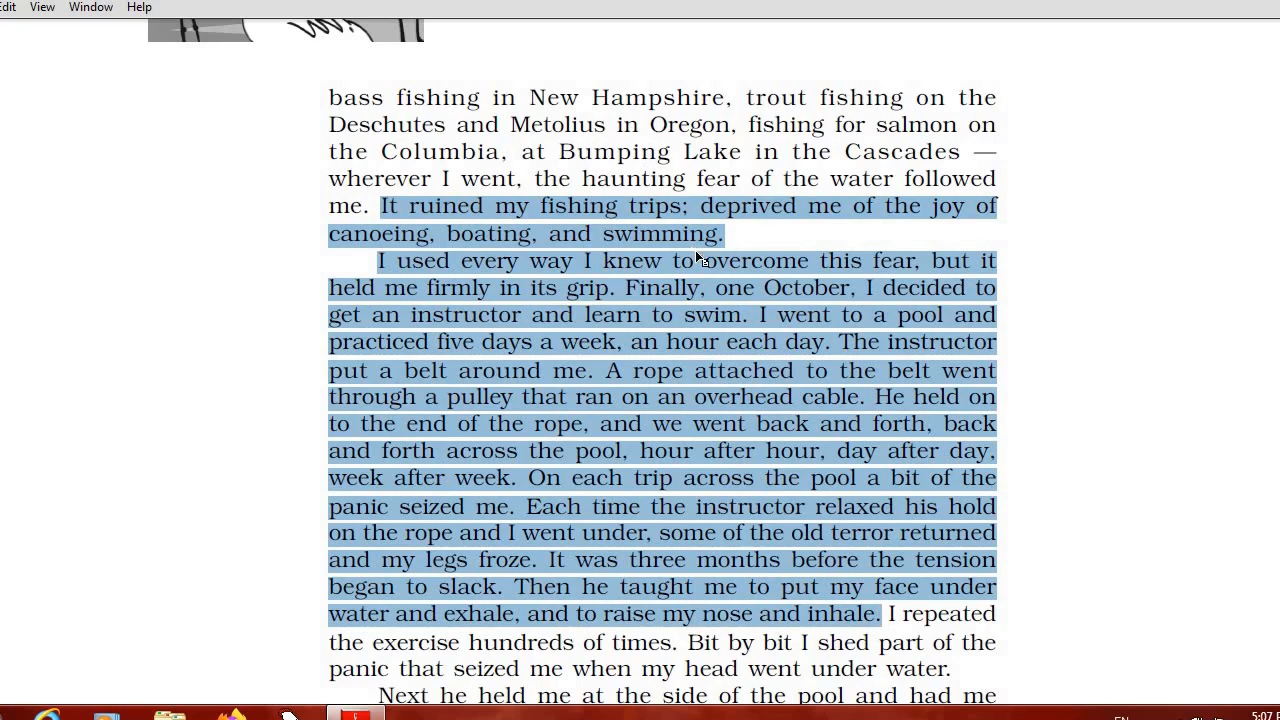 Edit View Window Help
bass fishing in New Hampshire, trout fishing on the
Deschutes and Metolius in Oregon, fishing for salmon on
the Columbia, at Bumping Lake in the Cascades —
wherever I went, the haunting fear of the water followed
me. It ruined my fishing trips; deprived me of the joy of
canoeing, boating, and swimming.
I used every way I knew to overcome this fear, but it
held me firmly in its grip. Finally, one October, I decided to
get an instructor and learn to swim. I went to a pool and
practiced five days a week, an hour each day. The instructor
put a belt around me. A rope attached to the belt went
through a pulley that ran on an overhead cable. He held on
to the end of the rope, and we went back and forth, back
and forth across the pool, hour after hour, day after day,
week after week. On each trip across the pool a bit of the
panic seized me. Each time the instructor relaxed his hold
on the rope and I went under, some of the old terror returned
and my legs froze. It was three months before the tension
began to slack. Then he taught me to put my face under
water and exhale, and to raise my nose and inhale. I repeated
the exercise hundreds of times. Bit by bit I shed part of the
panic that seized me when my head went under water.
Next he held me at the side of the pool and had me
5:07